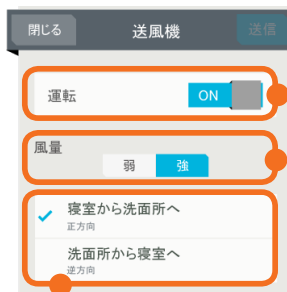 閉じる 送風機 送信
運転 ON
風量
弱 強
寝室から洗面所へ
正方向
洗面所から寝室へ
逆方向